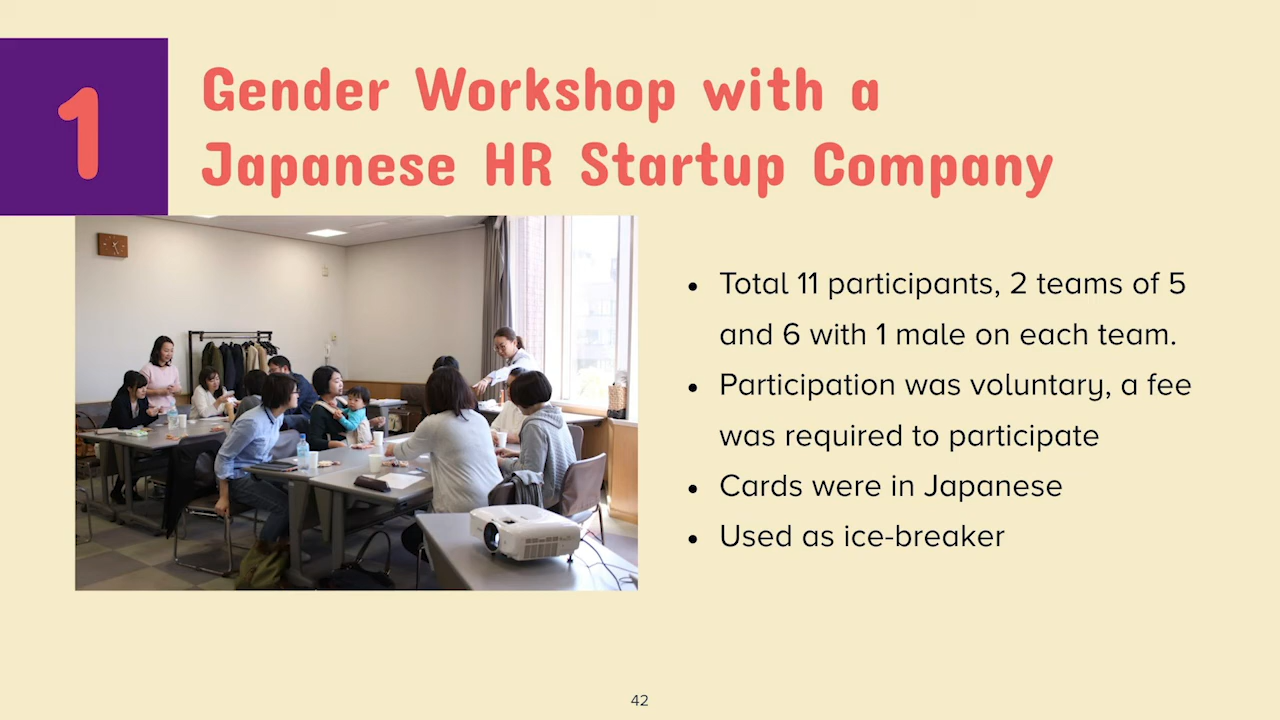 1
Gender Workshop with a
Japanese HR Startup Company
• Total 11 participants, 2 teams of 5
and 6 with 1 male on each team.
• Participation was voluntary, a fee
was required to participate
• Cards were in Japanese
• Used as ice-breaker
42